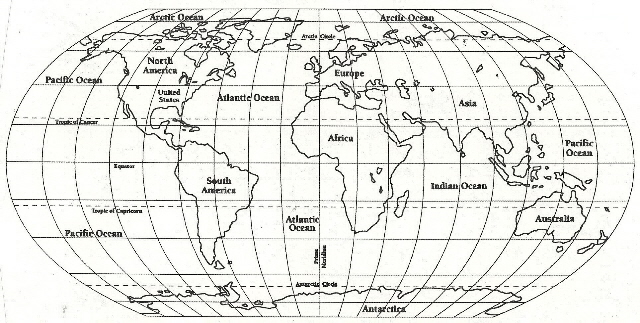 Arctic Ocean
Arctic Ocean
Arctic Circle
North
America
Europe
Pacific Ocean
United
States
Atlantic Ocean
Asia
Tropic of Cancer
Africa
Pacific
Ocean
Equator
South
America
Indian Ocean
Tropic of Capricorn
Atlantic
Ocean
Australia
Pacific Ocean
Prime
Meridian
Antarctic Circle
Antarctica